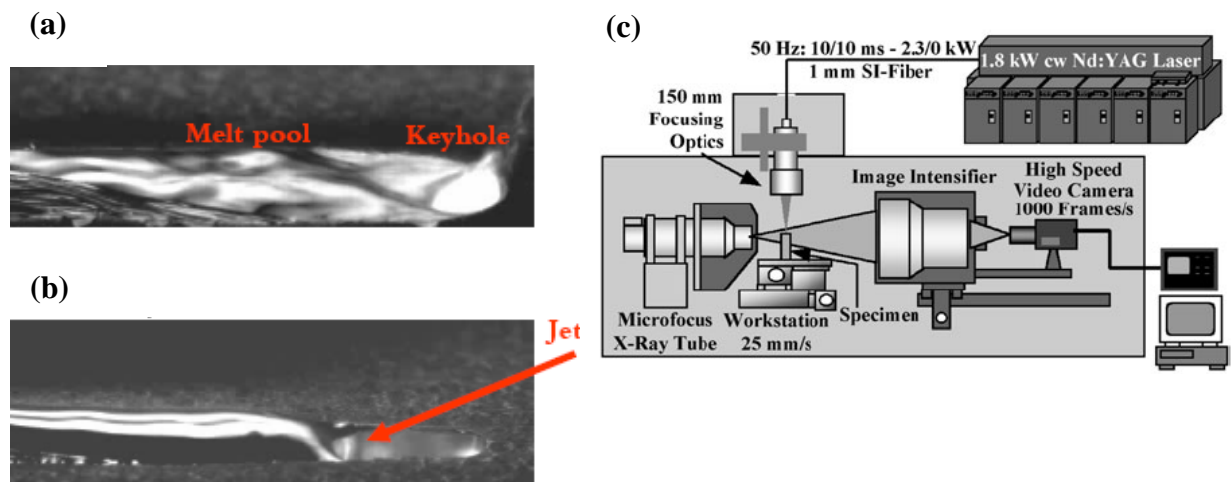 (a)
Melt pool
Keyhole
(b)
Jet
(c)
50 Hz: 10/10 ms - 2.3/0 kW
1 mm SI-Fiber
1.8 kW cw Nd:YAG Laser
150 mm
Focusing
Optics
Image Intensifier
High Speed
Video Camera
1000 Frames/s
Microfocus
X-Ray Tube
Workstation
25 mm/s
Specimen